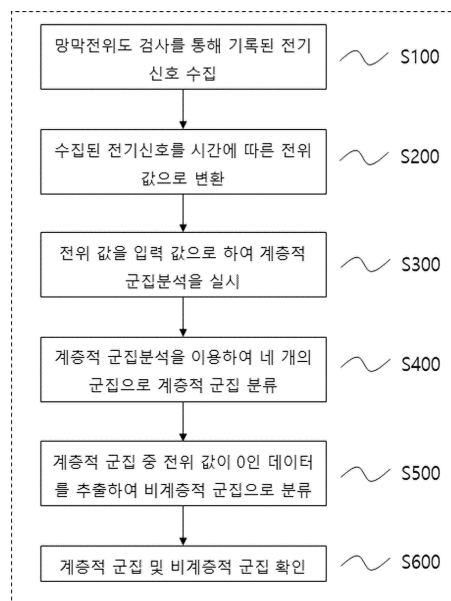 망막전위도 검사를 통해 기록된 전기
신호 수집
S100
수집된 전기신호를 시간에 따른 전위
값으로 변환
S200
전위 값을 입력 값으로 하여 계층적
군집분석을 실시
S300
계층적 군집분석을 이용하여 네 개의
군집으로 계층적 군집 분류
S400
계층적 군집 중 전위 값이 0인 데이터
를 추출하여 비계층적 군집으로 분류
S500
계층적 군집 및 비계층적 군집 확인
S600